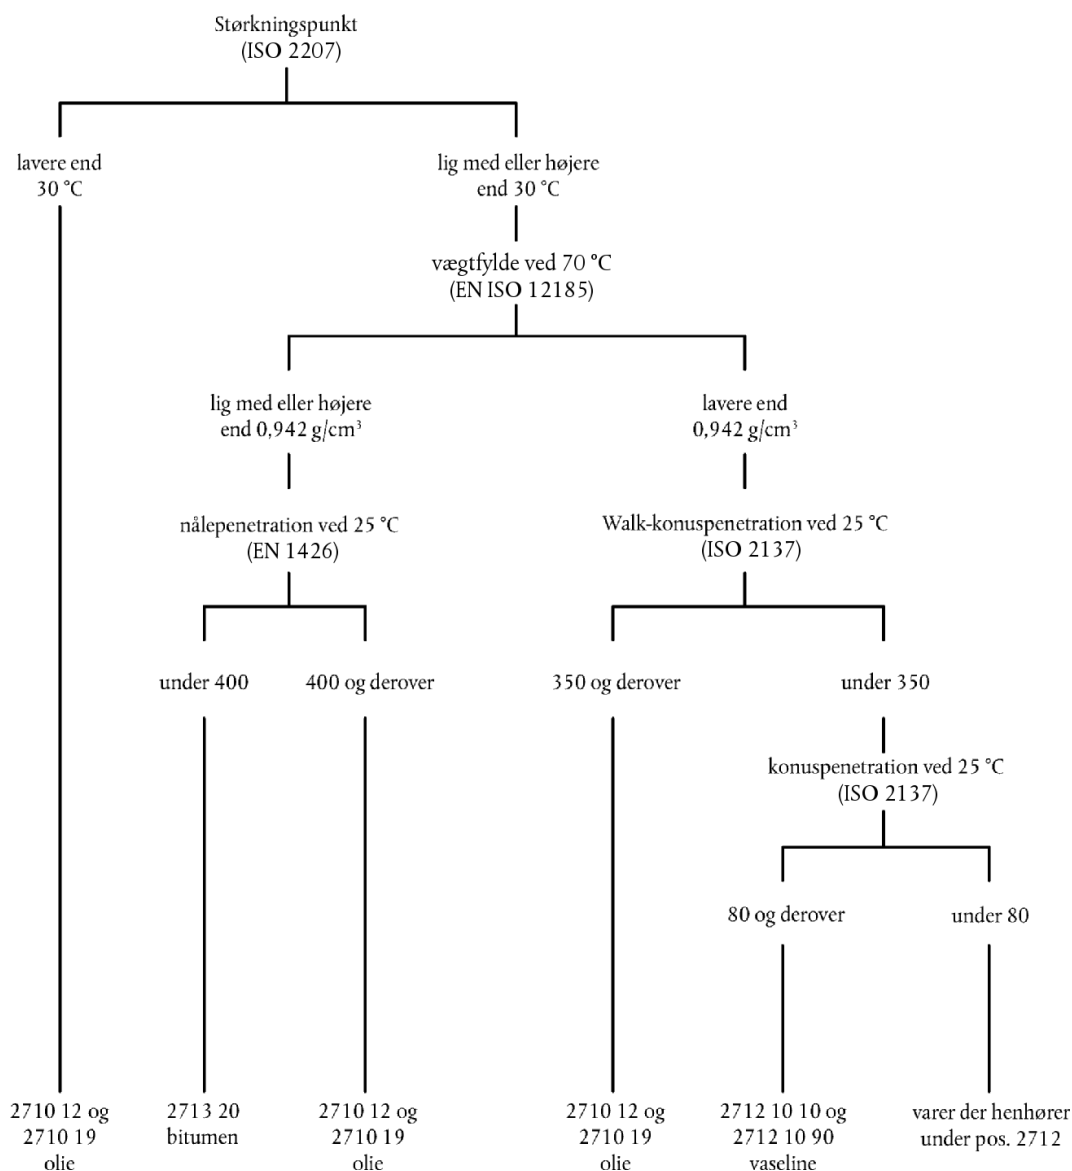 Størkningspunkt
(ISO 2207)
lavere end
30 °C
lig med eller højere
end 30 °C
vægtfylde ved 70 °C
(EN ISO 12185)
lig med eller højere
end 0,942 g/cm³
lavere end
0,942 g/cm³
nålepenetration ved 25 °C
(EN 1426)
Walk-konuspenetration ved 25 °C
(ISO 2137)
under 400
400 og derover
350 og derover
under 350
konuspenetration ved 25 °C
(ISO 2137)
80 og derover
under 80
2710 12 og
2710 19
olie
2713 20
bitumen
2710 12 og
2710 19
olie
2710 12 og
2710 19
olie
2712 10 10 og
2712 10 90
vaseline
varer der henhører
under pos. 2712